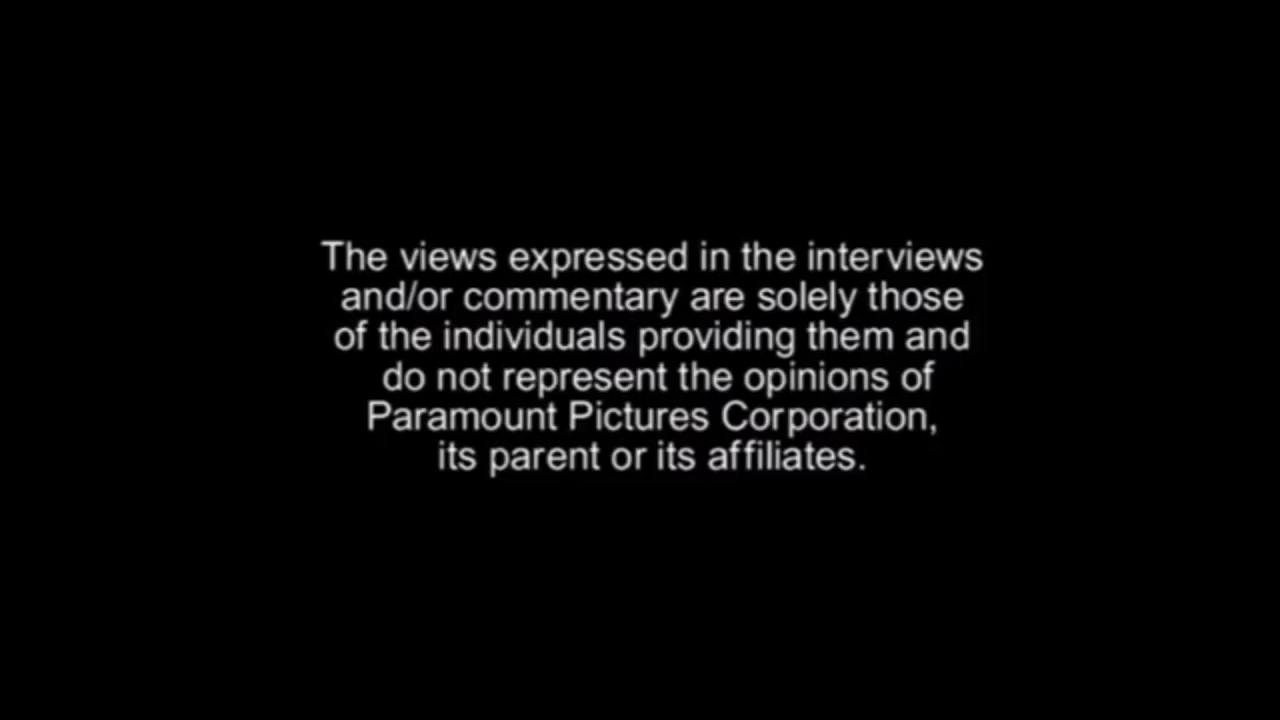 The views expressed in the interviews
and/or commentary are solely those
of the individuals providing them and
do not represent the opinions of
Paramount Pictures Corporation,
its parent or its affiliates.